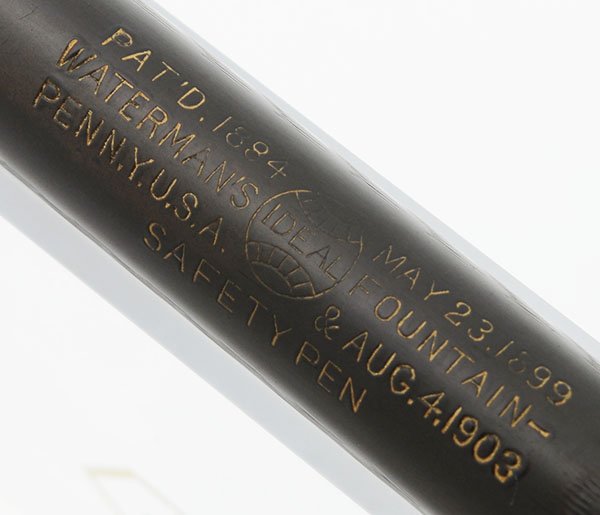 PAT'D. 1884 MAY 23. 1899
WATERMAN'S IDEAL FOUNTAIN-
PEN N.Y. U.S.A. & AUG. 4. 1903
SAFETY PEN